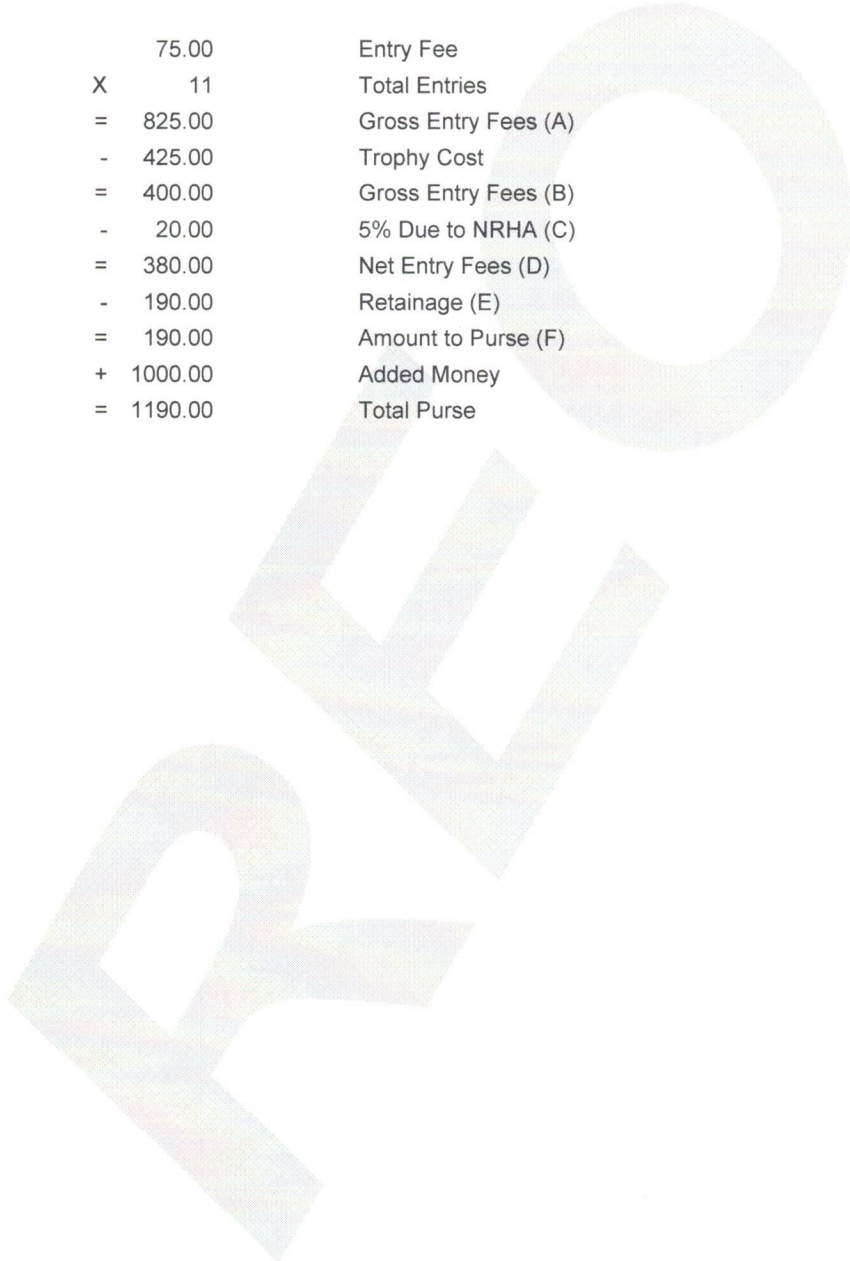 75.00 Entry Fee
X 11 Total Entries
= 825.00 Gross Entry Fees (A)
- 425.00 Trophy Cost
= 400.00 Gross Entry Fees (B)
- 20.00 5% Due to NRHA (C)
= 380.00 Net Entry Fees (D)
- 190.00 Retainage (E)
= 190.00 Amount to Purse (F)
+ 1000.00 Added Money
= 1190.00 Total Purse
REO